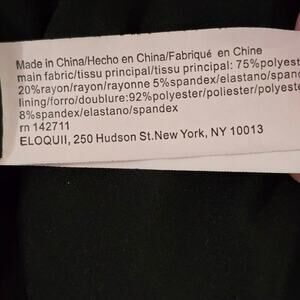 Made in China/Hecho en China/Fabriqué en Chine
main fabric/tissu principal/tissu principal: 75%polyest
20%rayon/rayon/rayonne 5%spandex/elastano/span
lining/forro/doublure:92%polyester/poliester/polyeste
8%spandex/elastano/spandex
rn 142711
ELOQUII, 250 Hudson St.New York, NY 10013